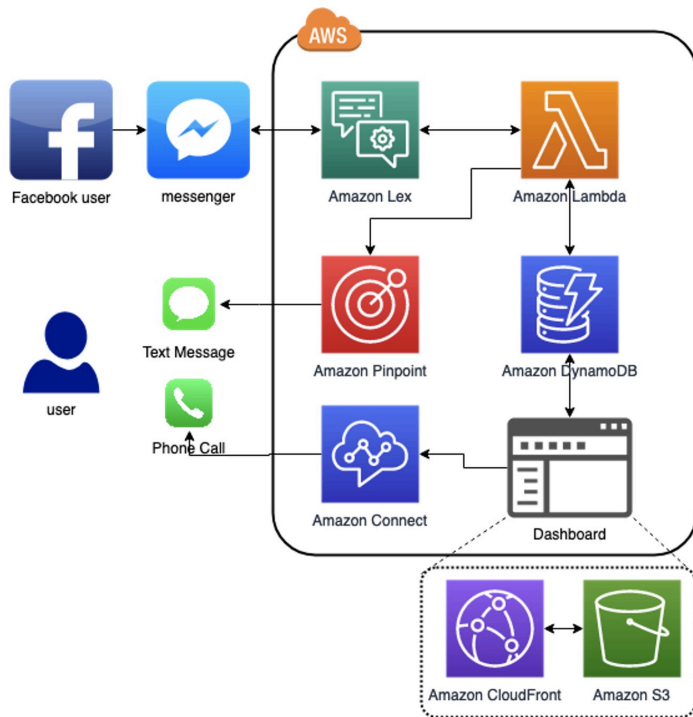 AWS
Facebook user
messenger
Amazon Lex
Amazon Lambda
Text Message
Amazon Pinpoint
Amazon DynamoDB
user
Phone Call
Amazon Connect
Dashboard
Amazon CloudFront
Amazon S3